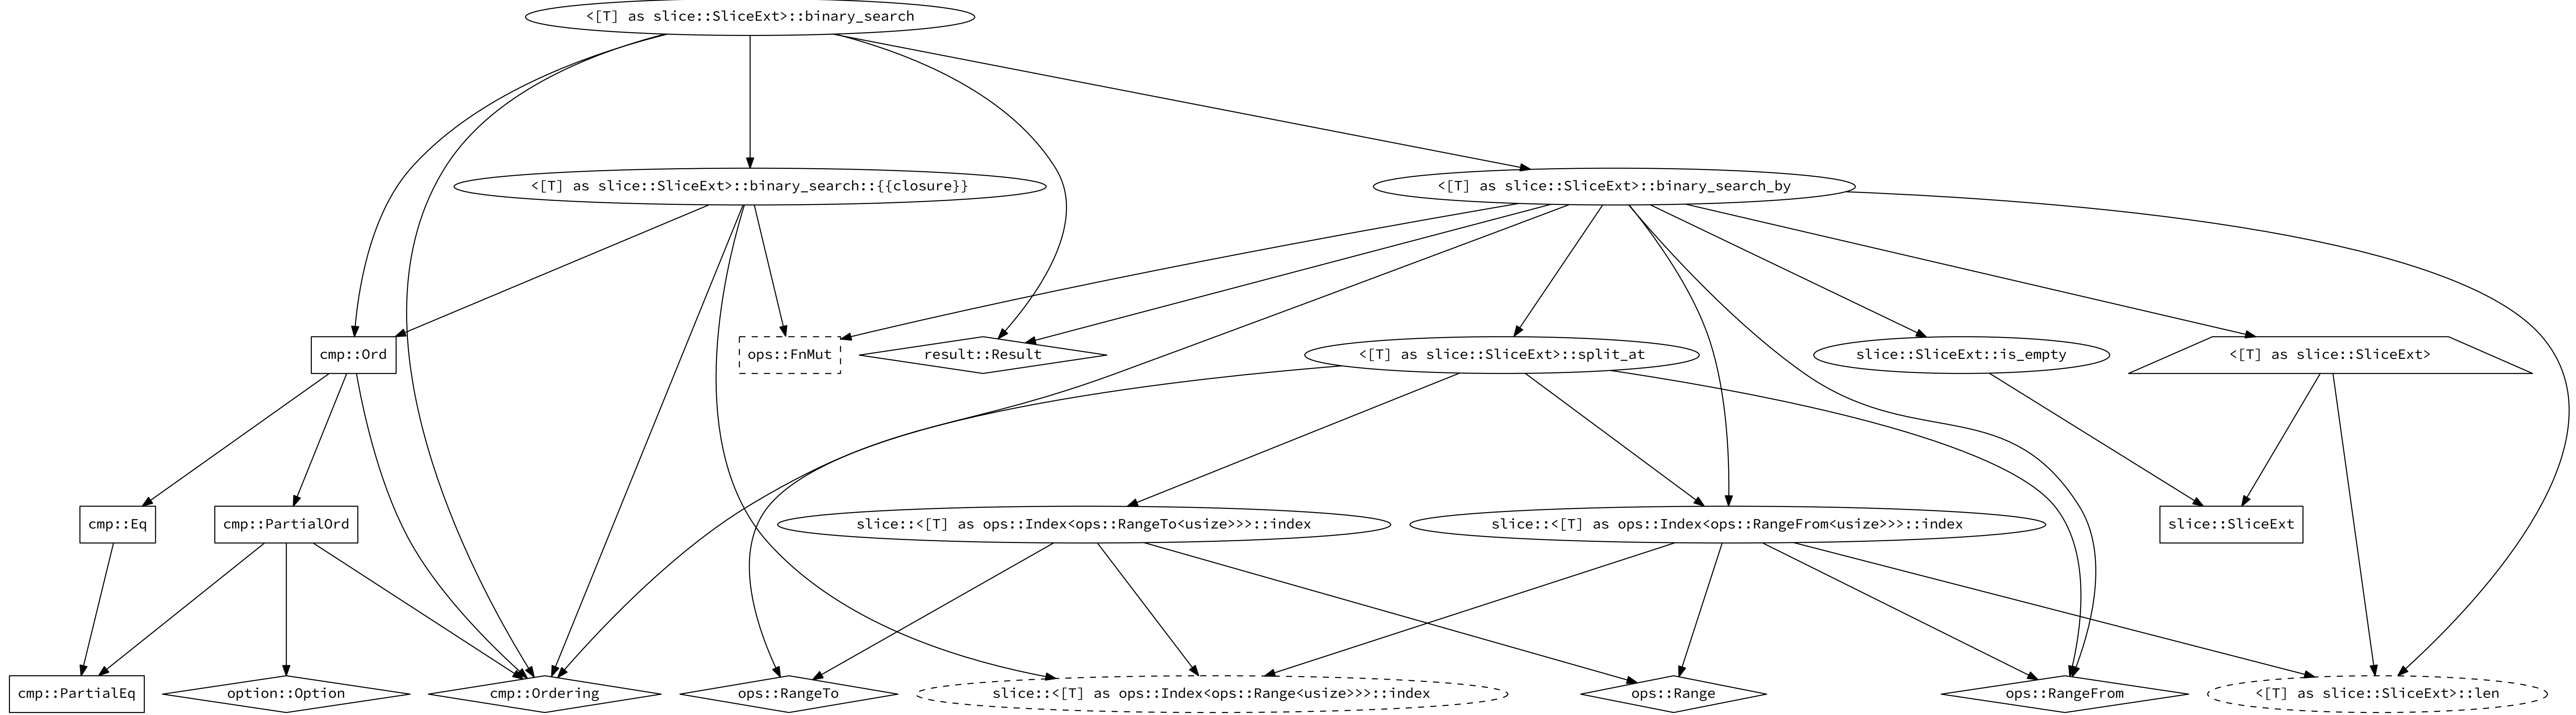 <[T] as slice::SliceExt>::binary_search
<[T] as slice::SliceExt>::binary_search::{{closure}}
<[T] as slice::SliceExt>::binary_search_by
cmp::Ord
ops::FnMut
result::Result
<[T] as slice::SliceExt>::split_at
slice::SliceExt::is_empty
<[T] as slice::SliceExt>
cmp::Eq
cmp::PartialOrd
slice::<[T] as ops::Index<ops::RangeTo<usize>>>::index
slice::<[T] as ops::Index<ops::RangeFrom<usize>>>::index
slice::SliceExt
cmp::PartialEq
option::Option
cmp::Ordering
ops::RangeTo
slice::<[T] as ops::Index<ops::Range<usize>>>::index
ops::Range
ops::RangeFrom
<[T] as slice::SliceExt>::len